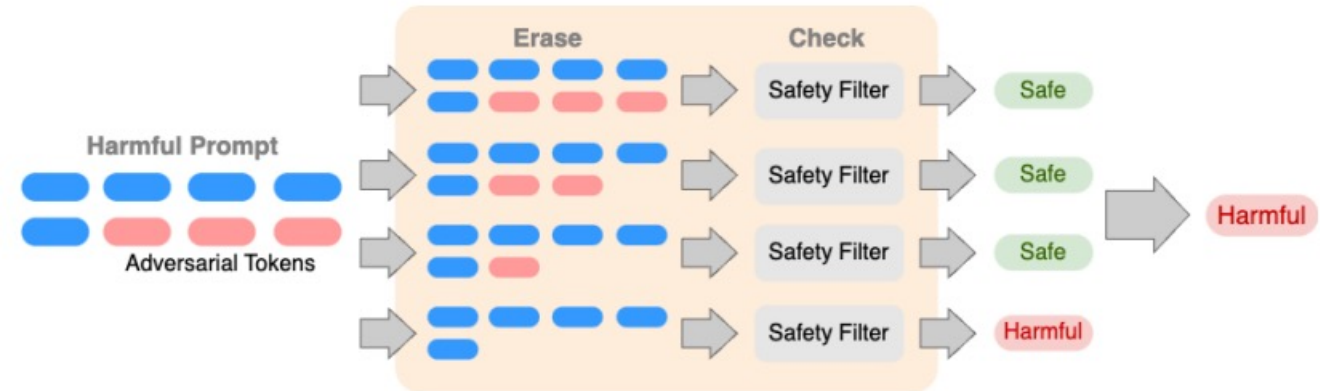 Erase
Check
Safety Filter
Safe
Harmful Prompt
Safety Filter
Safe
Harmful
Adversarial Tokens
Safety Filter
Safe
Safety Filter
Harmful